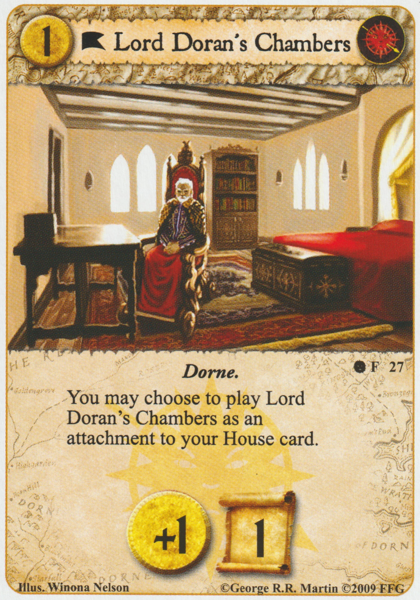 1 Lord Doran's Chambers
Dorne.
F 27
You may choose to play Lord
Doran's Chambers as an
attachment to your House card.
DORNE
+1 1
Illus. Winona Nelson ©George R.R. Martin ©2009 FFG